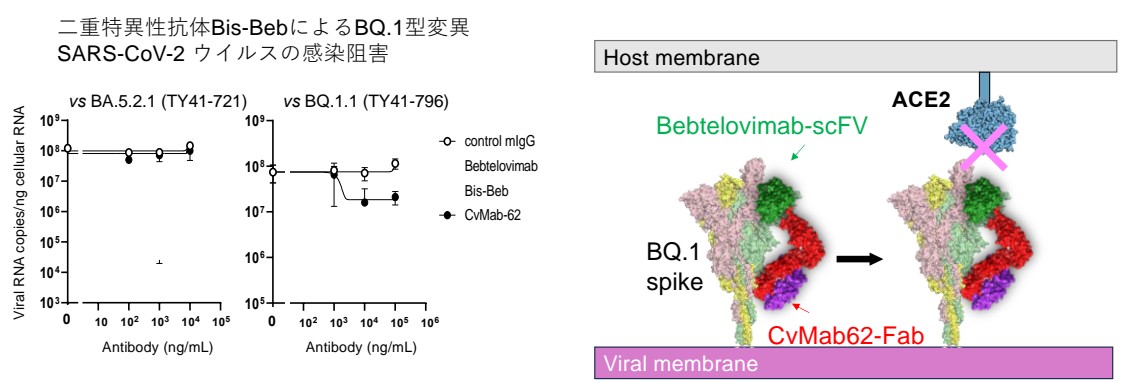 二重特異性抗体Bis-BebによるBQ.1型変異
SARS-CoV-2 ウイルスの感染阻害
vs BA.5.2.1 (TY41-721)
vs BQ.1.1 (TY41-796)
Viral RNA copies/ng cellular RNA
10⁹
10⁸
10⁷
10⁶
10⁵
10⁴
10³
0 10 10² 10³ 10⁴ 10⁵
Antibody (ng/mL)
10⁹
10⁸
10⁷
10⁶
10⁵
0 10² 10³ 10⁴ 10⁵ 10⁶
Antibody (ng/mL)
control mIgG
Bebtelovimab
Bis-Beb
CvMab-62
Host membrane
ACE2
Bebtelovimab-scFV
BQ.1
spike
CvMab62-Fab
Viral membrane